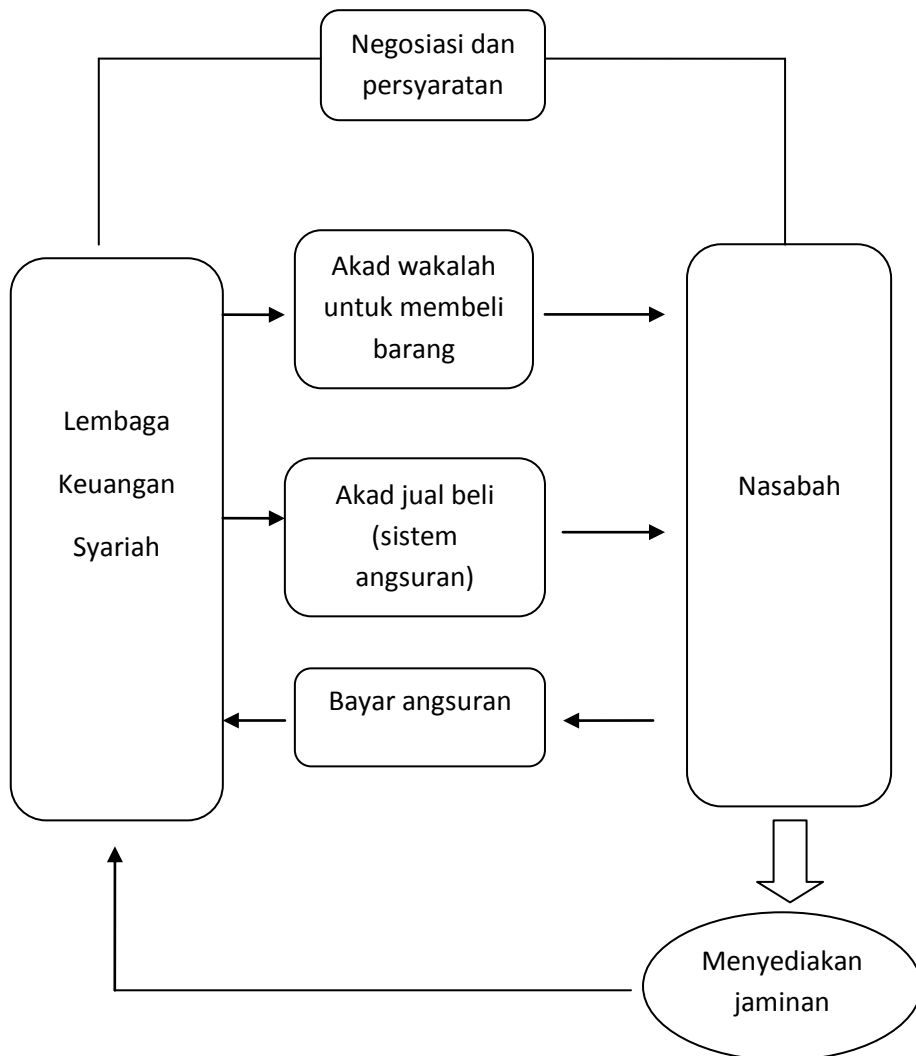 Negosiasi dan
persyaratan
Akad wakalah
untuk membeli
barang
Lembaga
Keuangan
Syariah
Akad jual beli
(sistem
angsuran)
Nasabah
Bayar angsuran
Menyediakan
jaminan